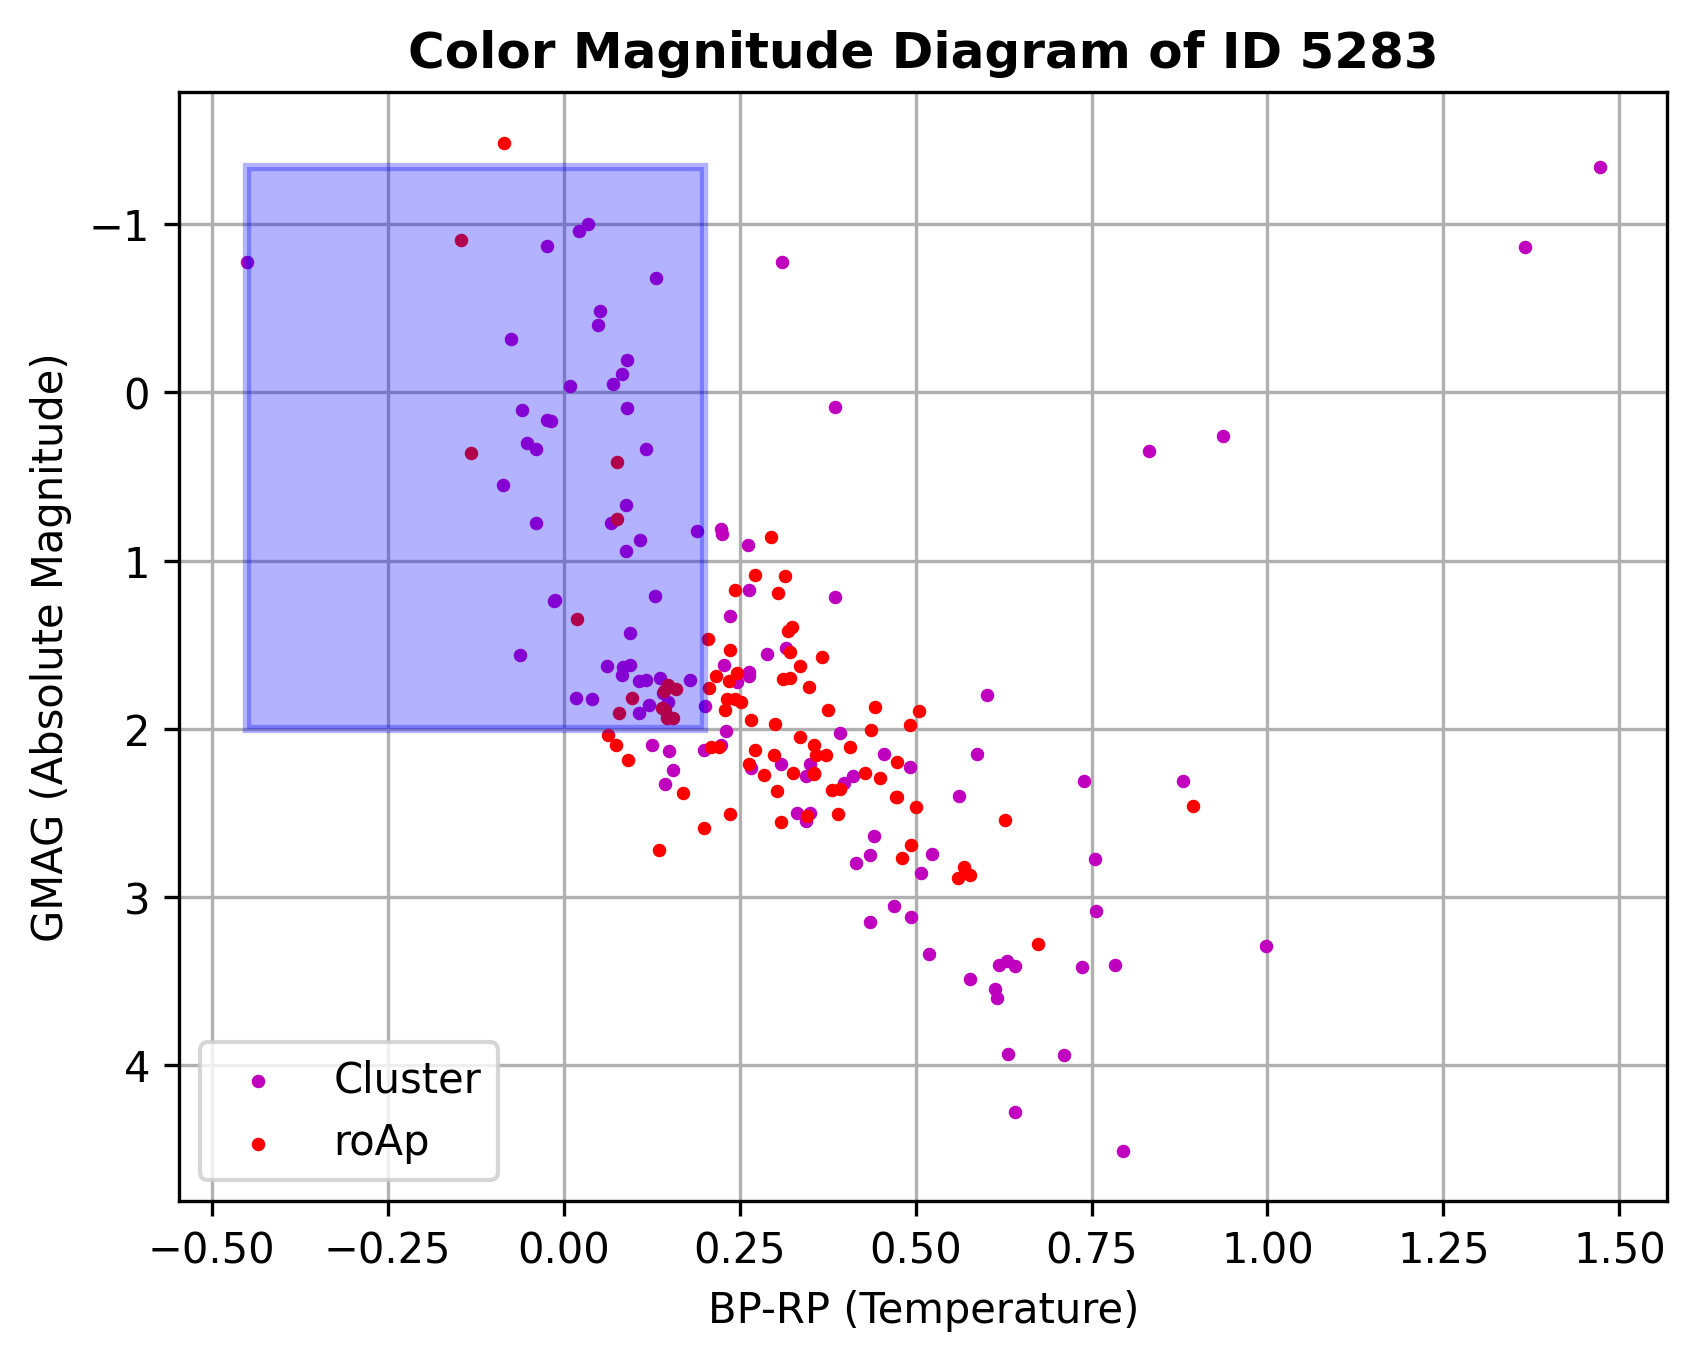 Color Magnitude Diagram of ID 5283
GMAG (Absolute Magnitude)
−1
0
1
2
3
4
Cluster
roAp
−0.50 −0.25 0.00 0.25 0.50 0.75 1.00 1.25 1.50
BP-RP (Temperature)